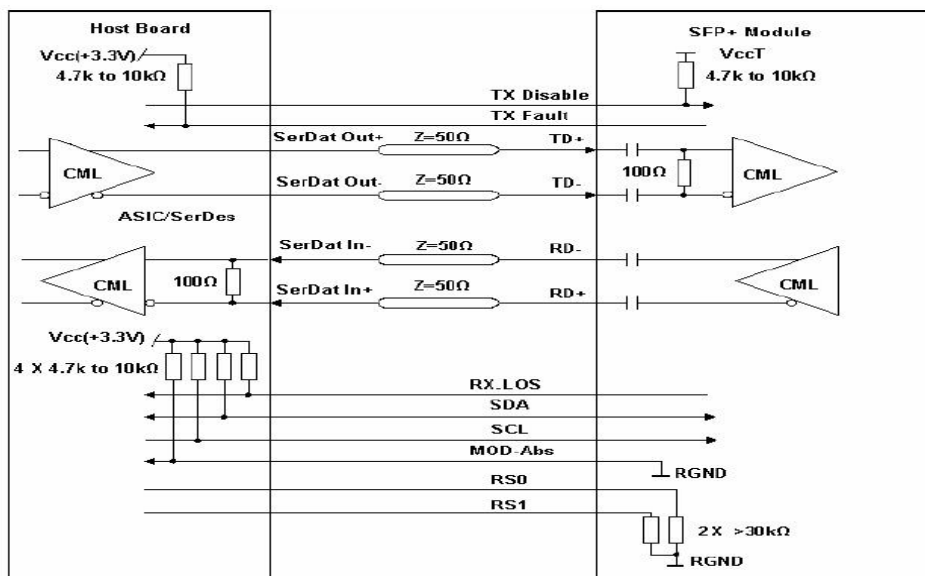 Host Board
SFP+ Module
Vcc(+3.3V)
4.7k to 10kΩ
VccT
4.7k to 10kΩ
TX Disable
TX Fault
SerDat Out+
Z=50Ω
TD+
CML
100Ω
CML
SerDat Out-
Z=50Ω
TD-
ASIC/SerDes
SerDat In-
Z=50Ω
RD-
100Ω
CML
SerDat In+
Z=50Ω
RD+
CML
Vcc(+3.3V)
4 X 4.7k to 10kΩ
RX.LOS
SDA
SCL
MOD-Abs
RGND
RS0
RS1
2X >30kΩ
RGND